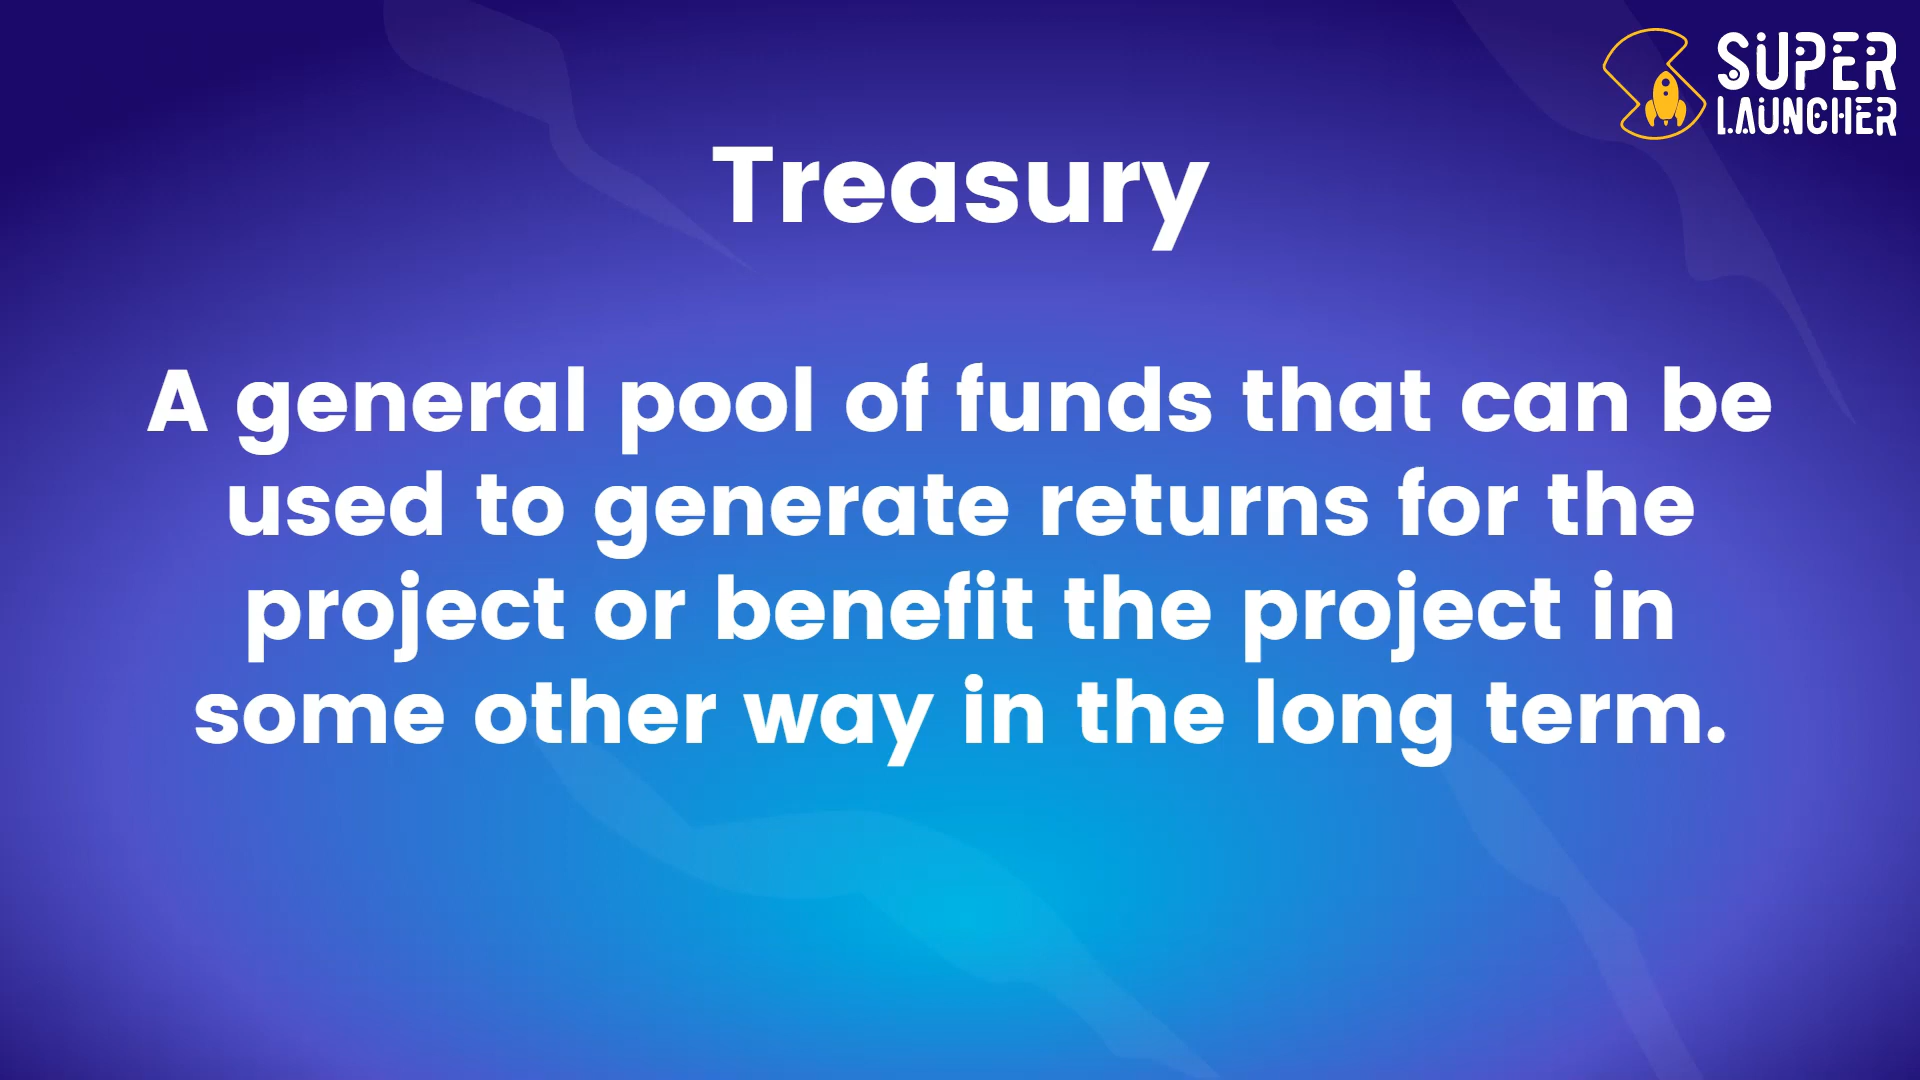 SUPER
LAUNCHER
Treasury
A general pool of funds that can be
used to generate returns for the
project or benefit the project in
some other way in the long term.